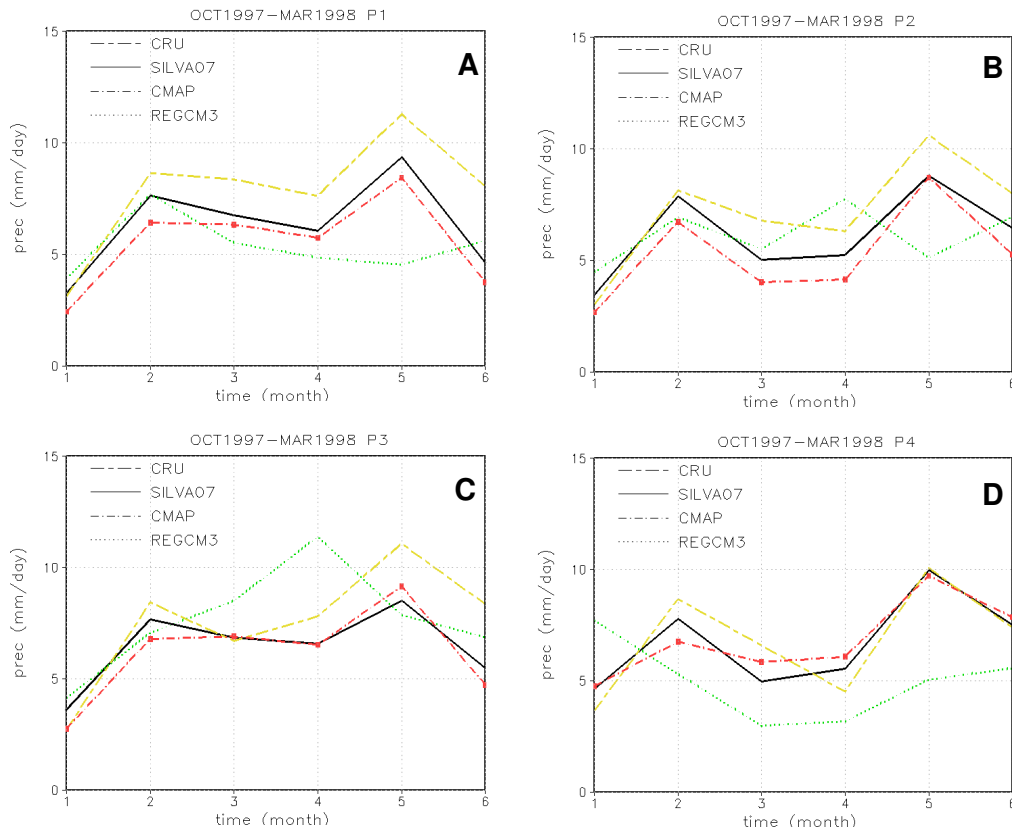 OCT1997-MAR1998 P1
15
10
5
0
prec (mm/day)
CRU
SILVA07
CMAP
REGCM3
A
1 2 3 4 5 6
time (month)
OCT1997-MAR1998 P2
15
10
5
0
prec (mm/day)
CRU
SILVA07
CMAP
REGCM3
B
1 2 3 4 5 6
time (month)
OCT1997-MAR1998 P3
15
10
5
0
prec (mm/day)
CRU
SILVA07
CMAP
REGCM3
C
1 2 3 4 5 6
time (month)
OCT1997-MAR1998 P4
15
10
5
0
prec (mm/day)
CRU
SILVA07
CMAP
REGCM3
D
1 2 3 4 5 6
time (month)